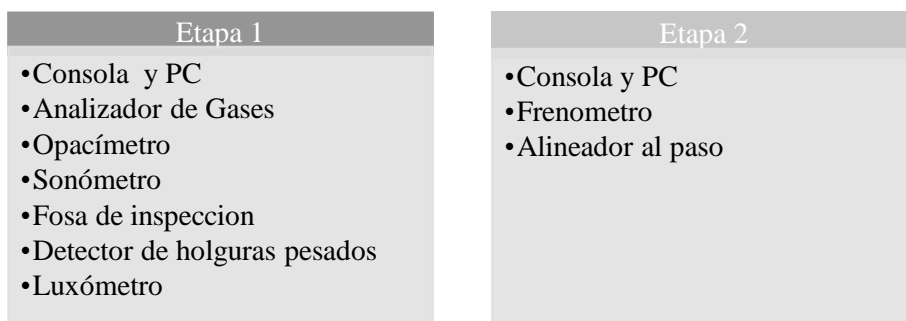 Etapa 1
•Consola y PC
•Analizador de Gases
•Opacímetro
•Sonómetro
•Fosa de inspeccion
•Detector de holguras pesados
•Luxómetro
Etapa 2
•Consola y PC
•Frenometro
•Alineador al paso